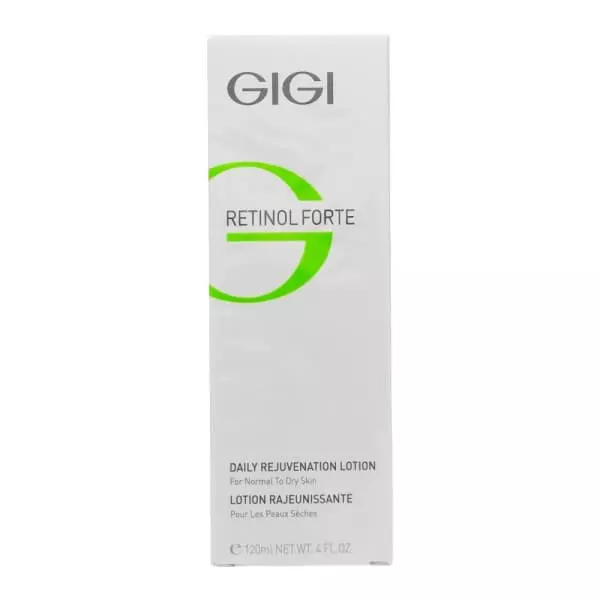 GIGI
RETINOL FORTE
DAILY REJUVENATION LOTION
For Normal To Dry Skin
LOTION RAJEUNISSANTE
Pour Les Peaux Sèches
℮ 120ml NET WT. 4 FL.OZ.